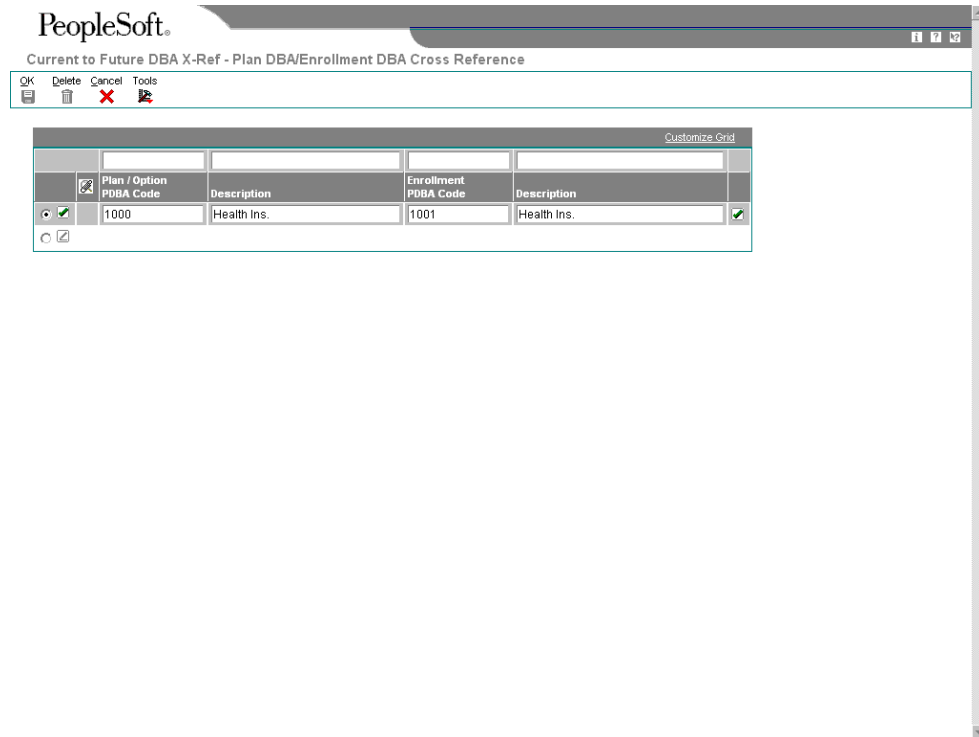 PeopleSoft.
Current to Future DBA X-Ref - Plan DBA/Enrollment DBA Cross Reference
OK Delete Cancel Tools
Customize Grid
Plan / Option PDBA Code Description Enrollment PDBA Code Description
1000 Health Ins. 1001 Health Ins.